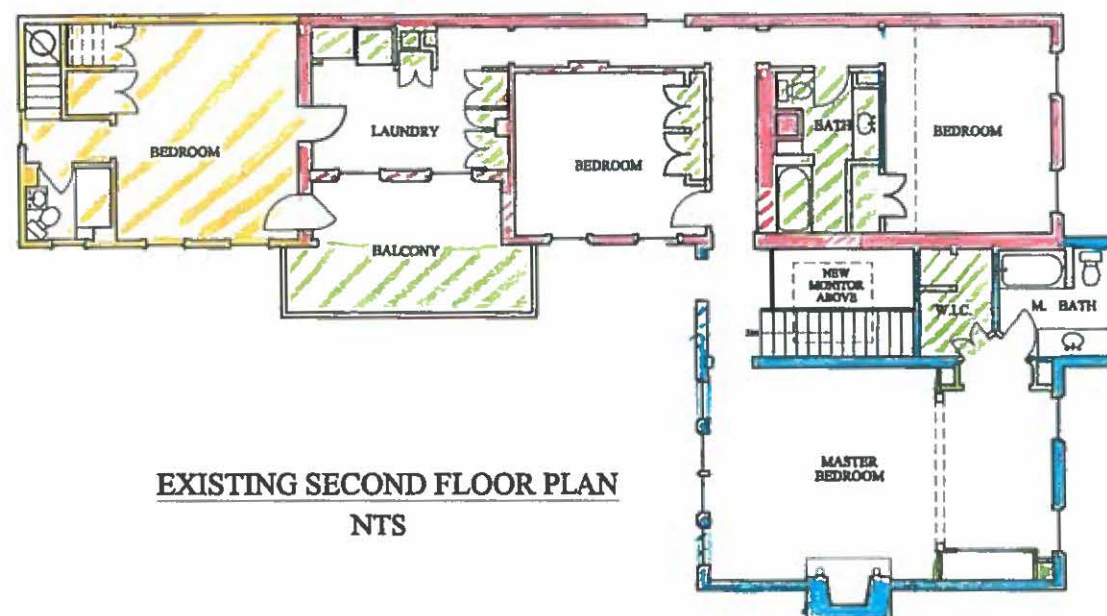 LAUNDRY
BATH
BEDROOM
BEDROOM
BEDROOM
BALCONY
NEW
MONITOR
ABOVE
W.I.C.
M. BATH
MASTER
BEDROOM
EXISTING SECOND FLOOR PLAN
NTS